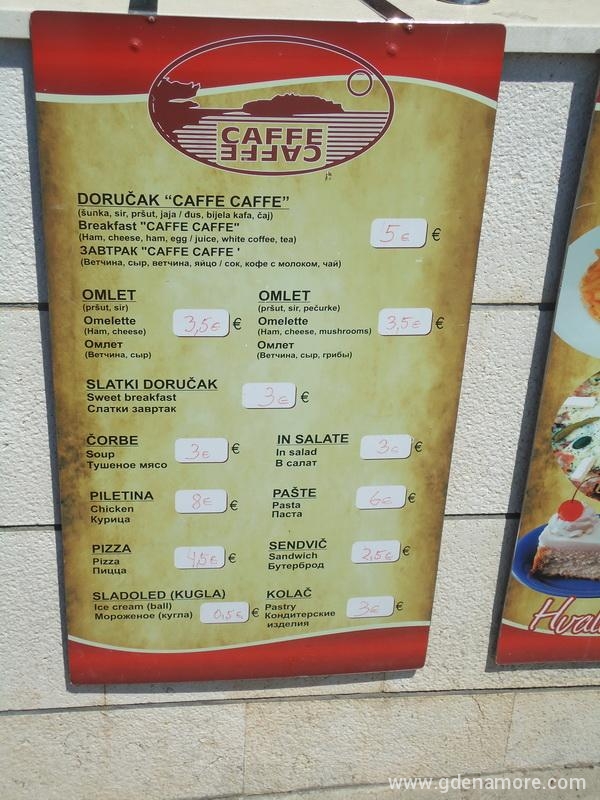 CAFFE
CAFFE
DORUČAK “CAFFE CAFFE”
(šunka, sir, pršut, jaja / đus, bijela kafa, čaj)
Breakfast "CAFFE CAFFE"
(Ham, cheese, ham, egg / juice, white coffee, tea)
5€ €
ЗАВТРАК "CAFFE CAFFE '
(Ветчина, сыр, ветчина, яйцо / сок, кофе с молоком, чай)
OMLET
(pršut, sir)
Omelette
(Ham, cheese)
3,5€ €
Омлет
(Ветчина, сыр)
OMLET
(pršut, sir, pečurke)
Omelette
(Ham, cheese, mushrooms)
3,5€ €
Омлет
(Ветчина, сыр, грибы)
SLATKI DORUČAK
Sweet breakfast
3€ €
Слатки завртак
ČORBE
Soup
3€ €
Тушеное мясо
IN SALATE
In salad
3€ €
В салат
PILETINA
Chicken
8€ €
Курица
PAŠTE
Pasta
6€ €
Паста
PIZZA
Pizza
4,5€ €
Пицца
SENDVIČ
Sandwich
2,5€ €
Бутерброд
SLADOLED (KUGLA)
Ice cream (ball)
Мороженое (кугла)
0,5€ €
KOLAČ
Pastry
3€ €
Кондитерские
изделия
www.gdenamore.com